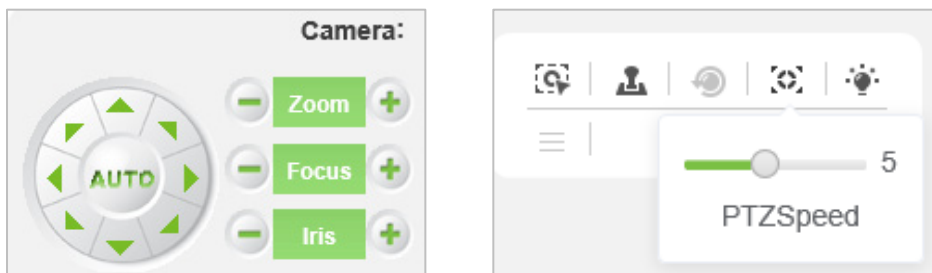 Camera:
Zoom
AUTO
Focus
Iris
5
PTZSpeed